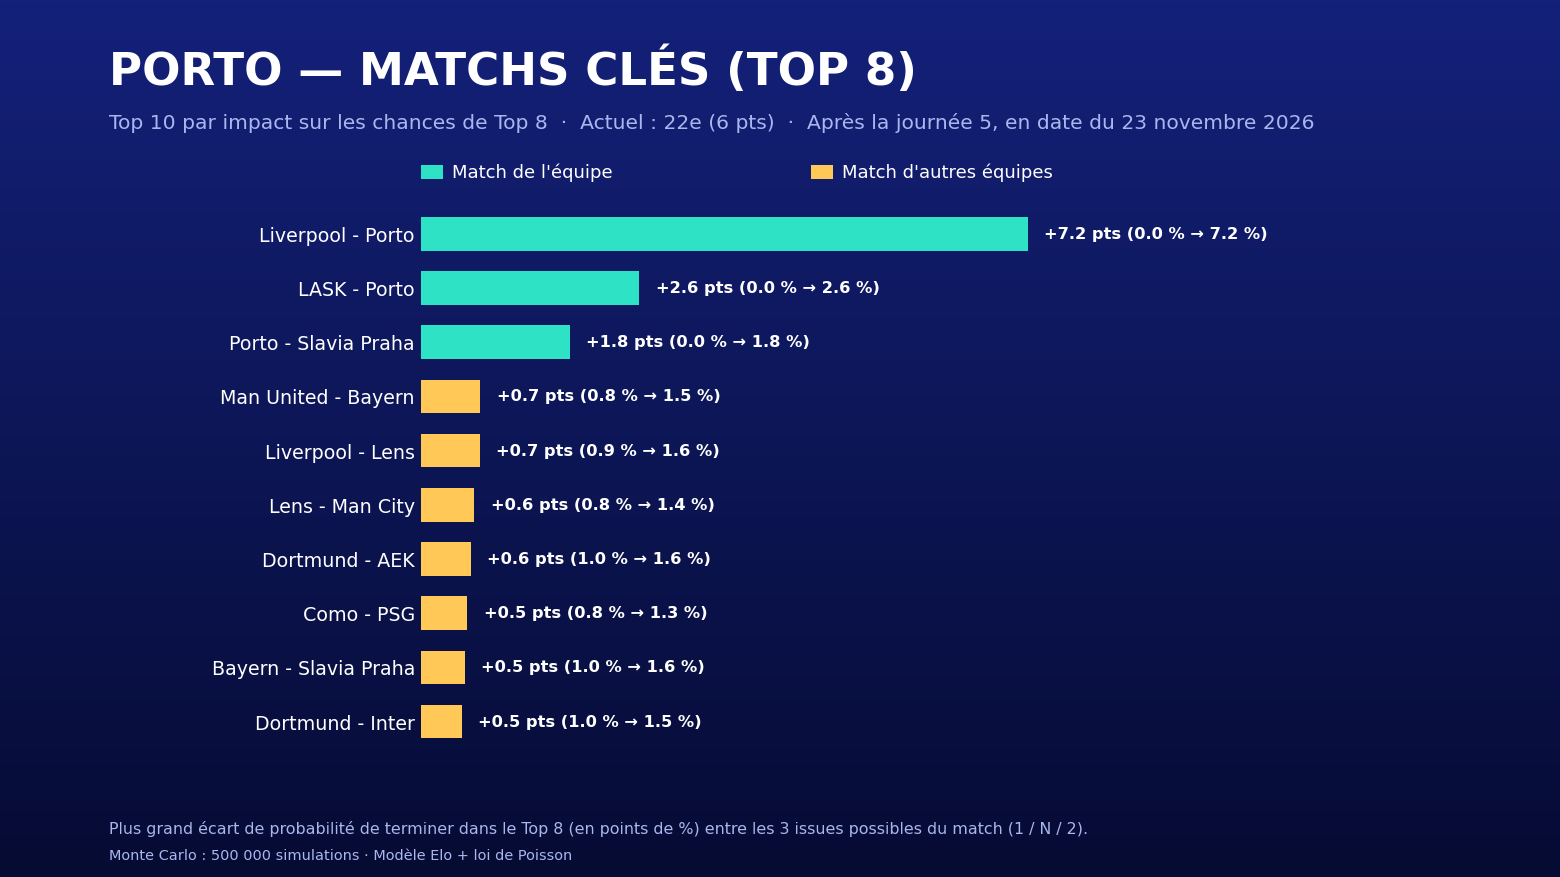 PORTO — MATCHS CLÉS (TOP 8)
Top 10 par impact sur les chances de Top 8 · Actuel : 22e (6 pts) · Après la journée 5, en date du 23 novembre 2026
Match de l'équipe
Match d'autres équipes
Liverpool - Porto +7.2 pts (0.0 % → 7.2 %)
LASK - Porto +2.6 pts (0.0 % → 2.6 %)
Porto - Slavia Praha +1.8 pts (0.0 % → 1.8 %)
Man United - Bayern +0.7 pts (0.8 % → 1.5 %)
Liverpool - Lens +0.7 pts (0.9 % → 1.6 %)
Lens - Man City +0.6 pts (0.8 % → 1.4 %)
Dortmund - AEK +0.6 pts (1.0 % → 1.6 %)
Como - PSG +0.5 pts (0.8 % → 1.3 %)
Bayern - Slavia Praha +0.5 pts (1.0 % → 1.6 %)
Dortmund - Inter +0.5 pts (1.0 % → 1.5 %)
Plus grand écart de probabilité de terminer dans le Top 8 (en points de %) entre les 3 issues possibles du match (1 / N / 2).
Monte Carlo : 500 000 simulations · Modèle Elo + loi de Poisson